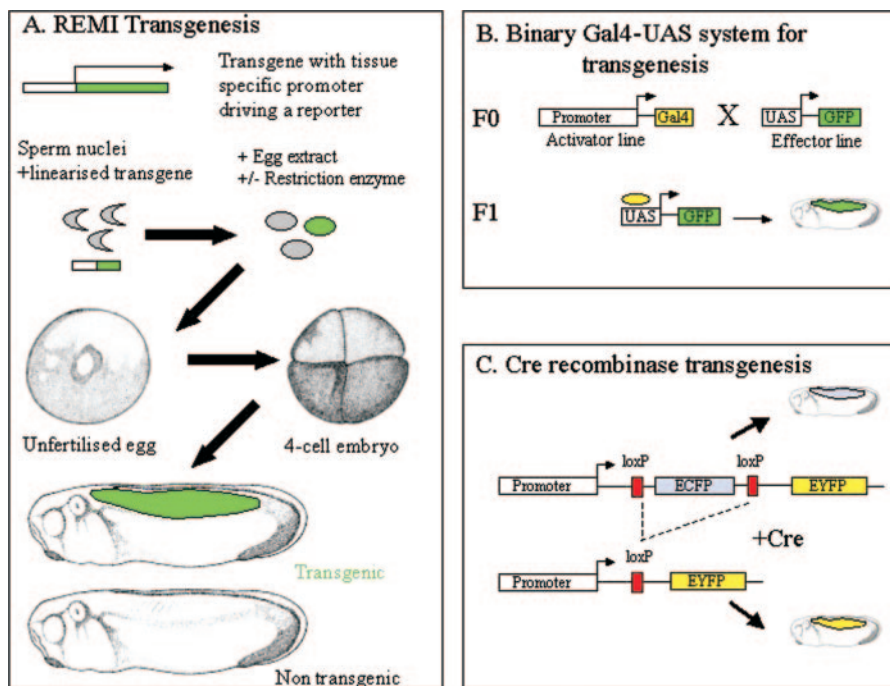 A. REMI Transgenesis
Transgene with tissue
specific promoter
driving a reporter
Sperm nuclei
+linearised transgene
+ Egg extract
+/- Restriction enzyme
Unfertilised egg
4-cell embryo
Transgenic
Non transgenic
B. Binary Gal4-UAS system for
transgenesis
F0
Promoter
Gal4
X
UAS
GFP
Activator line
Effector line
F1
UAS
GFP
C. Cre recombinase transgenesis
loxP
loxP
Promoter
ECFP
EYFP
+Cre
loxP
Promoter
EYFP